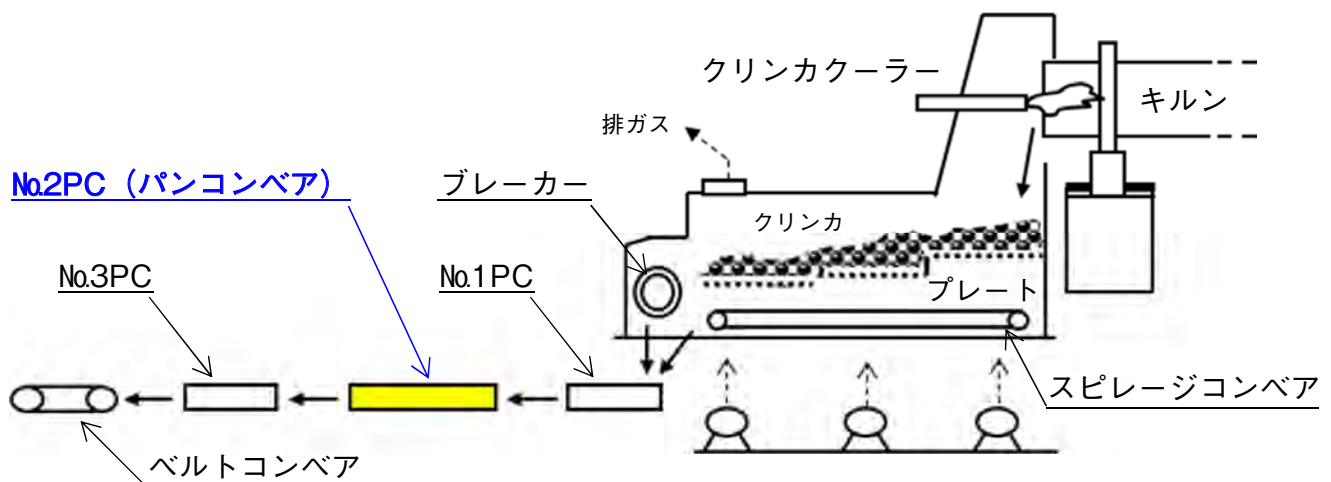 クリンカクーラー
キルン
排ガス
No.2PC（パンコンベア）
ブレーカー
クリンカ
No.3PC
No.1PC
プレート
スピレージコンベア
ベルトコンベア